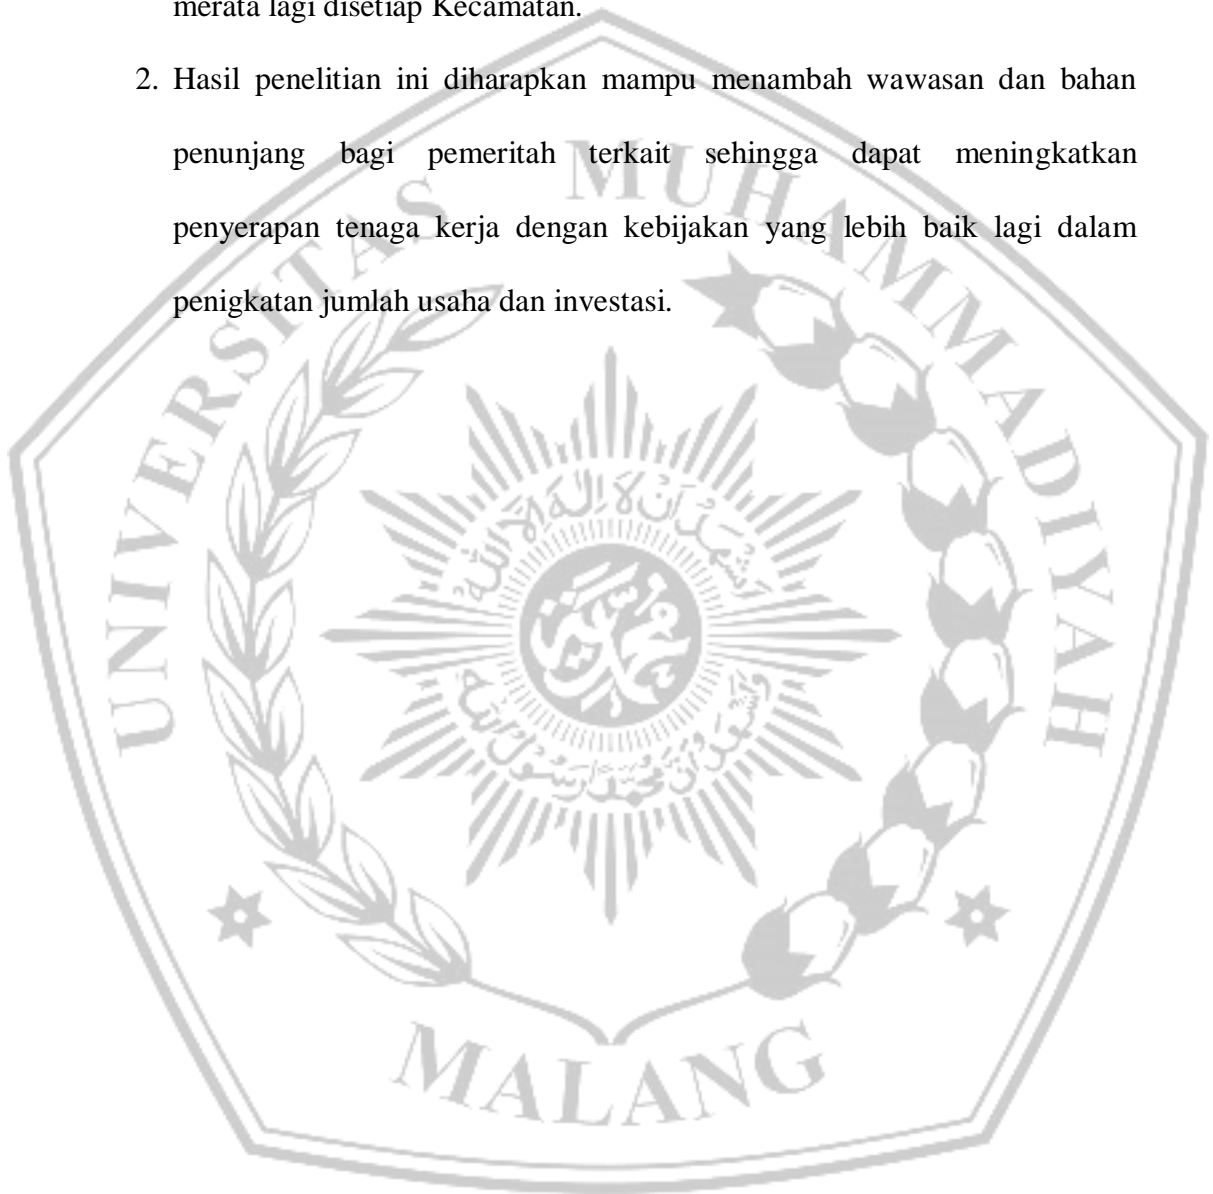 merata lagi disetiap Kecamatan.
2. Hasil penelitian ini diharapkan mampu menambah wawasan dan bahan
penunjang bagi pemeritah terkait sehingga dapat meningkatkan
penyerapan tenaga kerja dengan kebijakan yang lebih baik lagi dalam
penigkatan jumlah usaha dan investasi.
UNIVERSITAS MUHAMMADIYAH
MALANG